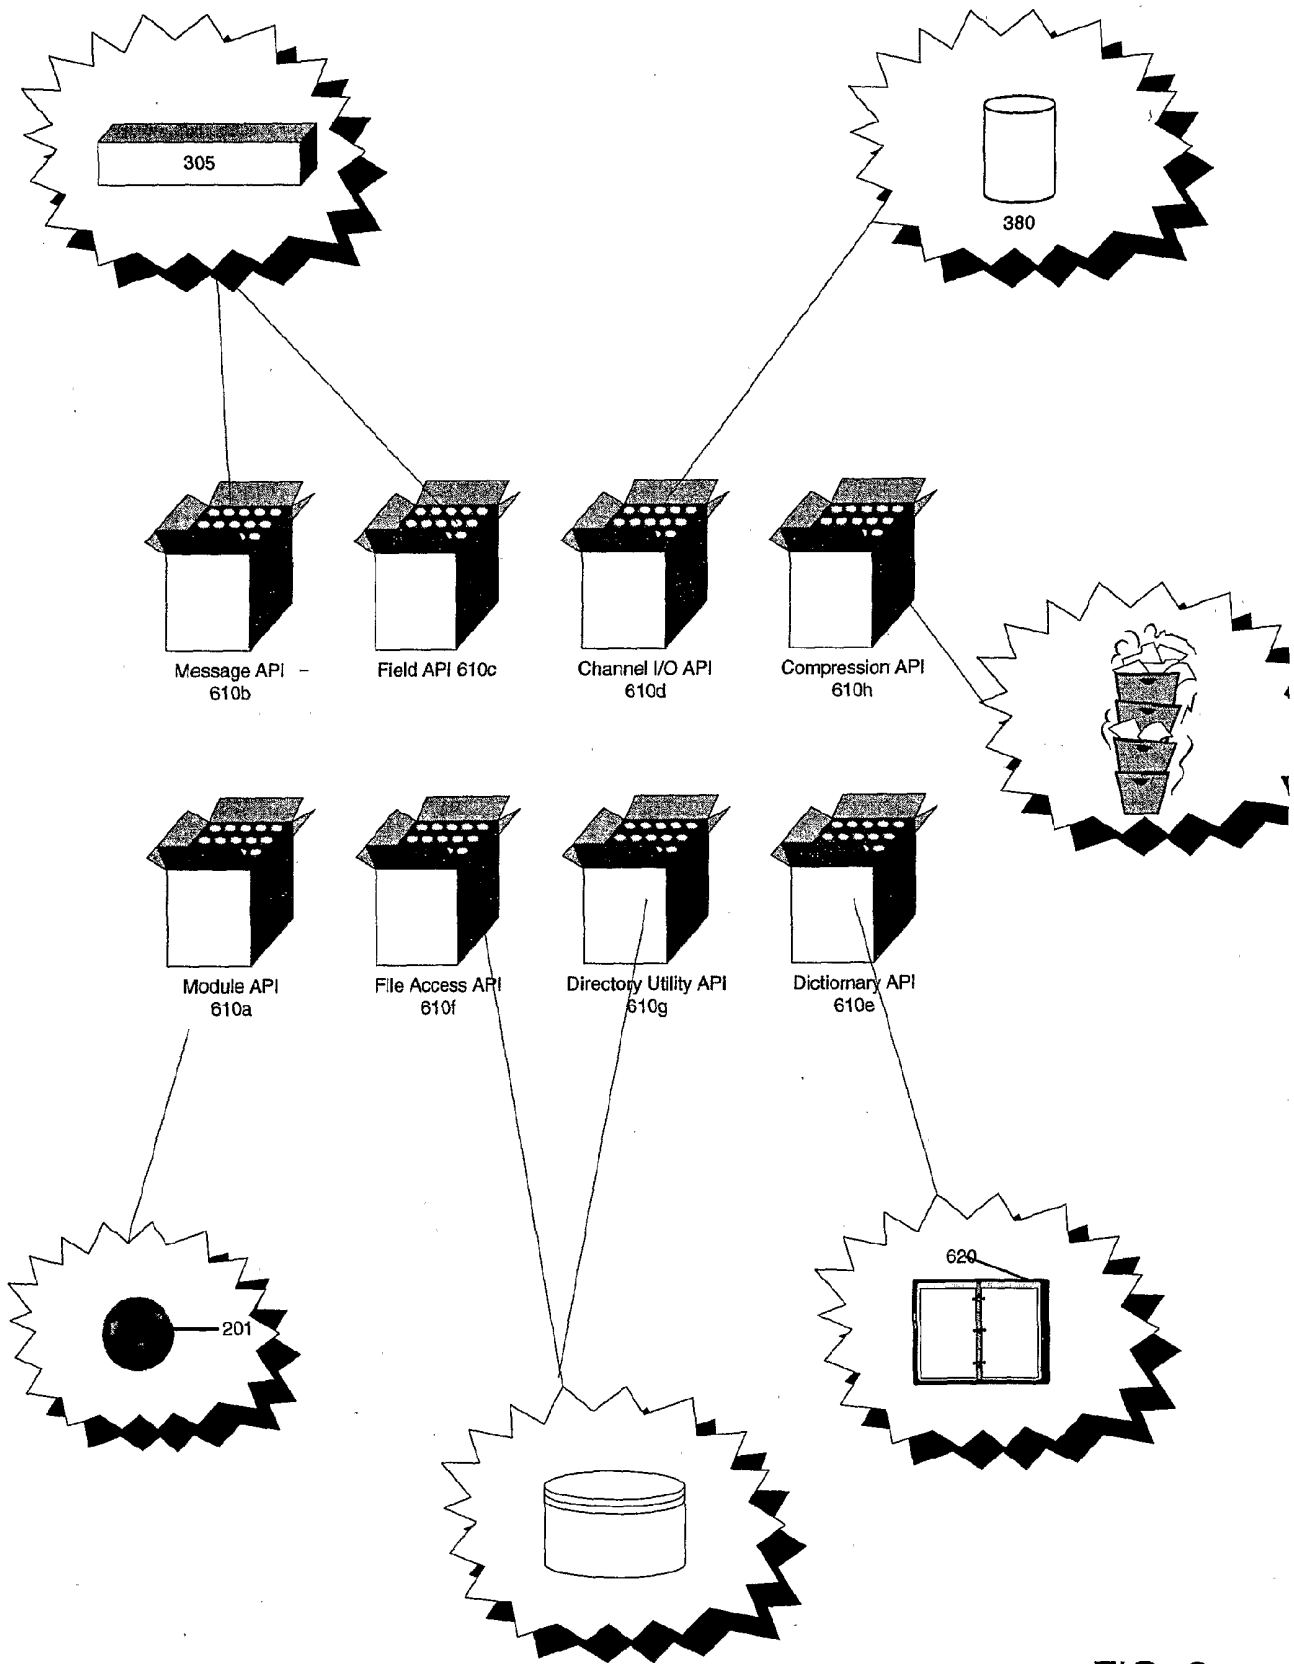 305
380
Message API
610b
Field API 610c
Channel I/O API
610d
Compression API
610h
Module API
610a
File Access API
610f
Directory Utility API
610g
Dictiornary API
610e
620
201